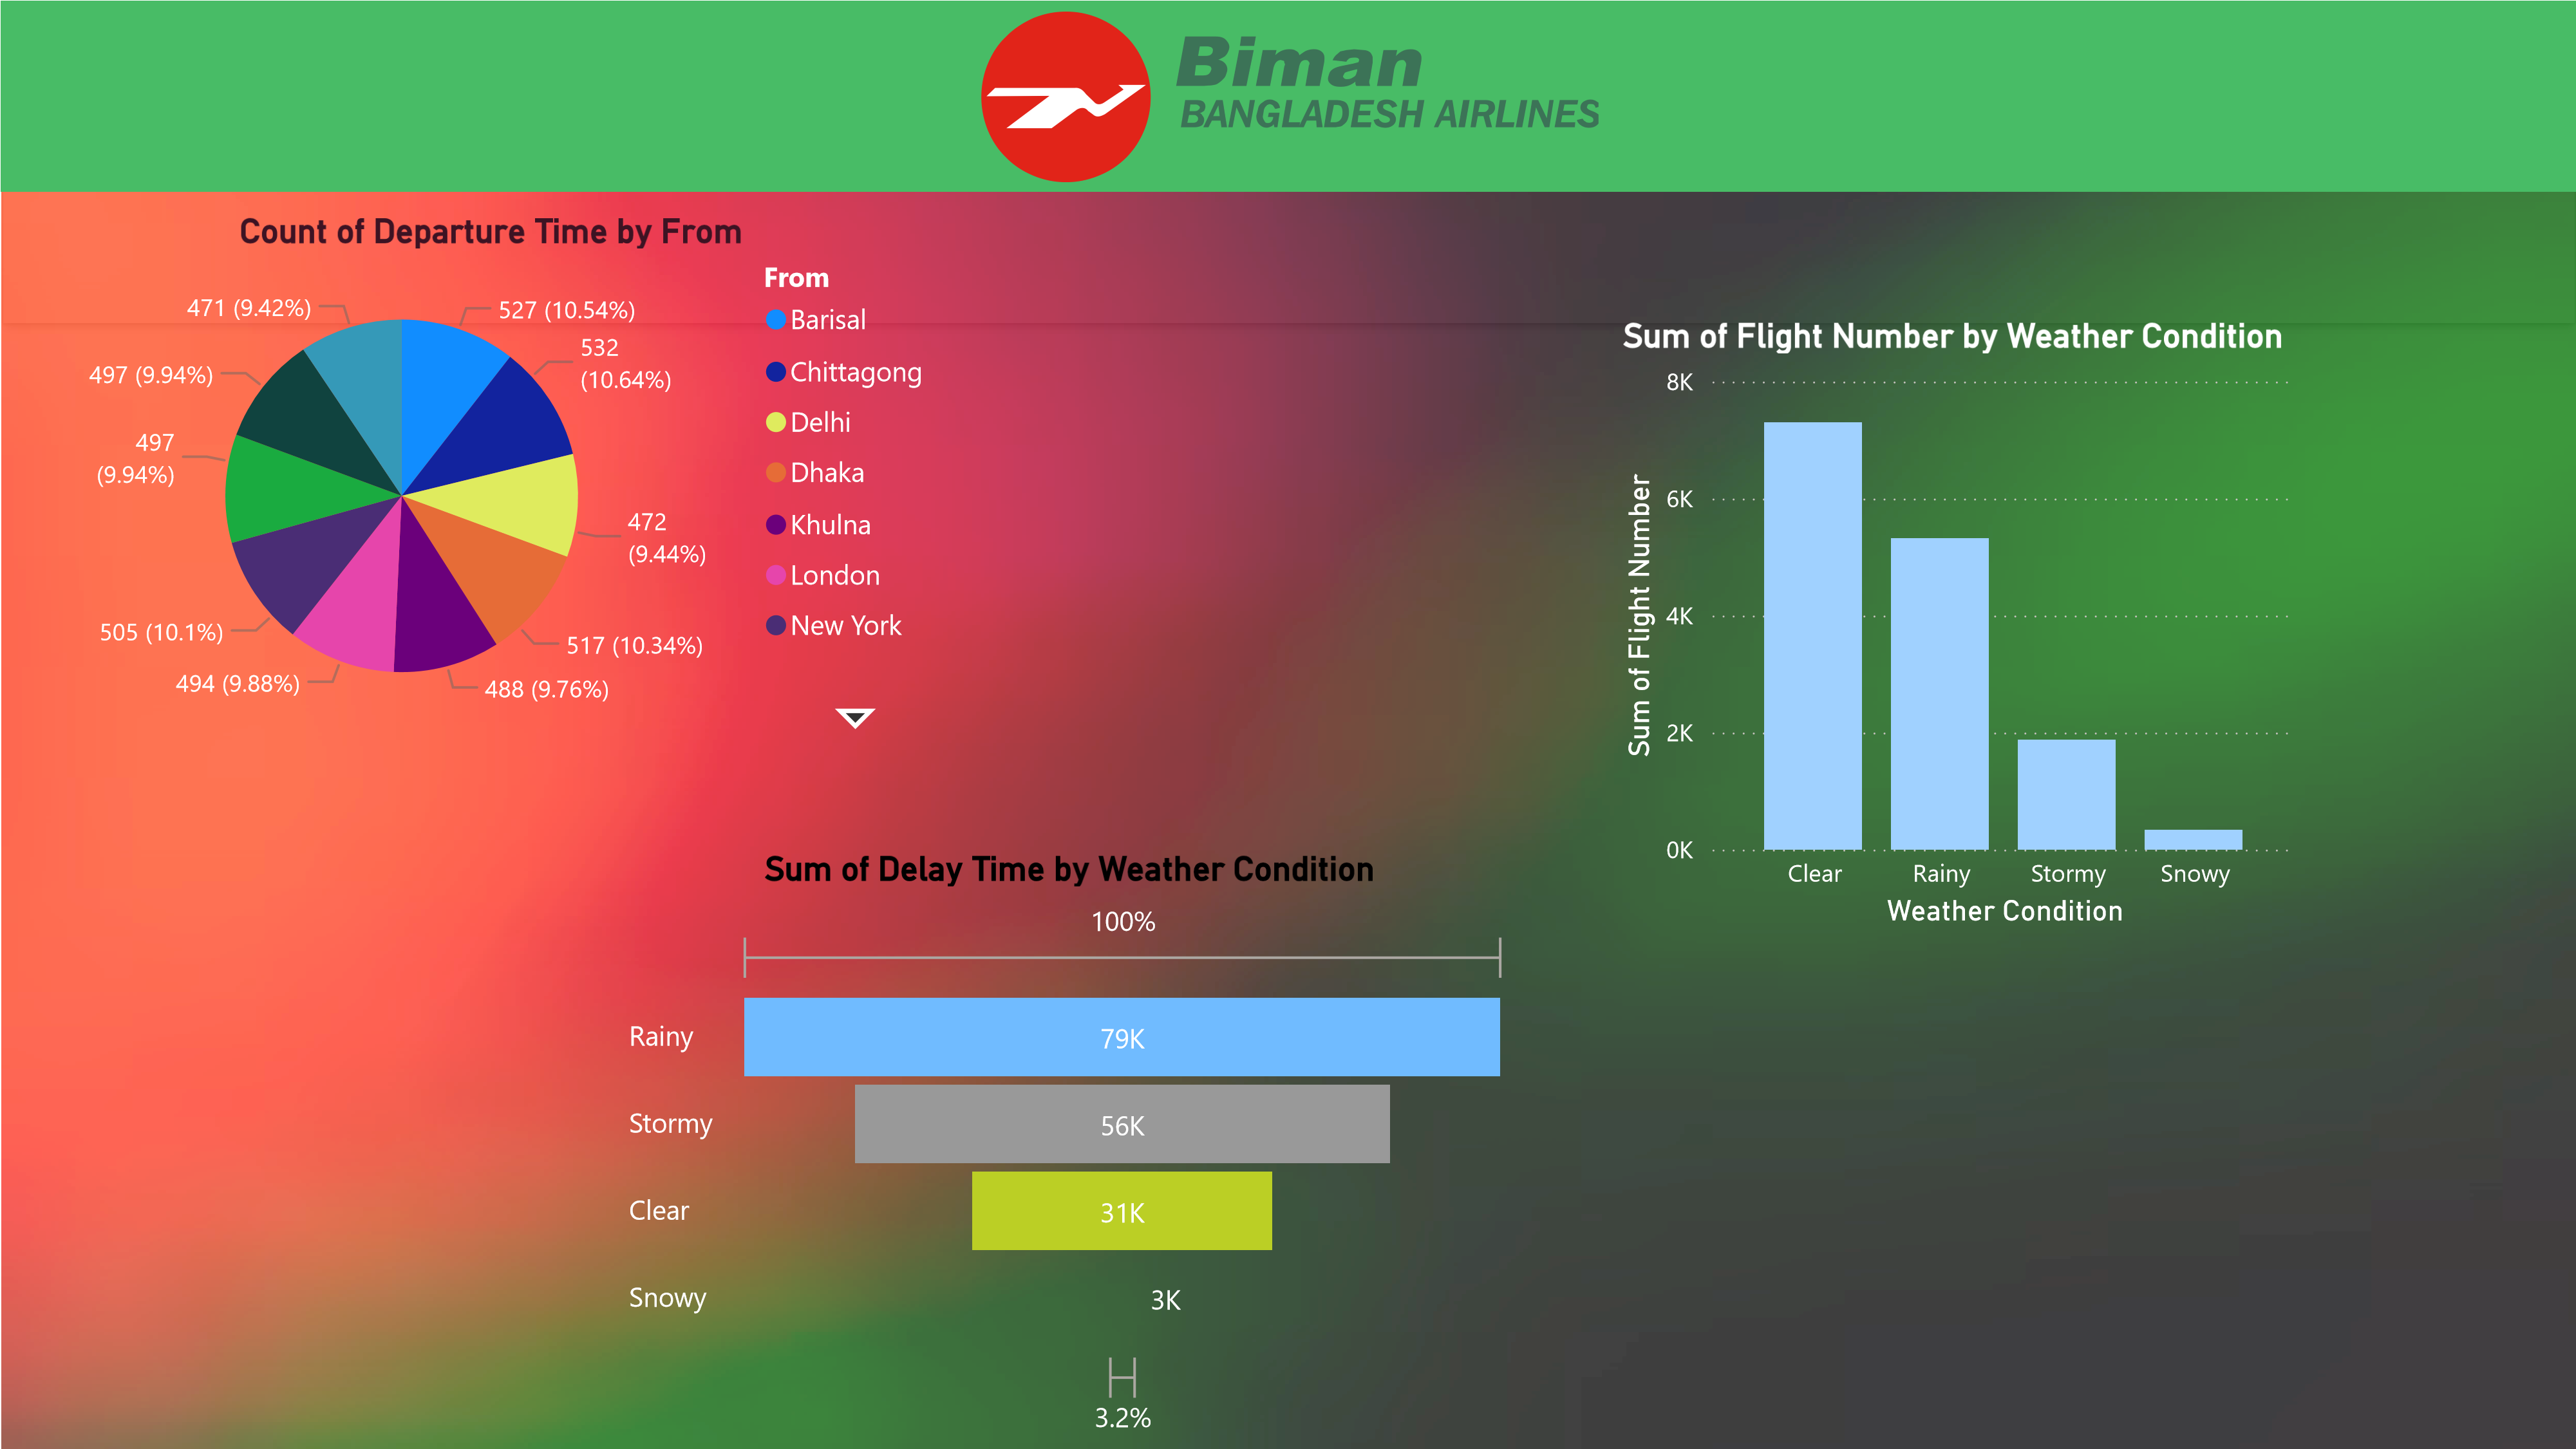 Biman
BANGLADESH AIRLINES
Count of Departure Time by From
471 (9.42%)
527 (10.54%)
532
(10.64%)
497 (9.94%)
497
(9.94%)
472
(9.44%)
505 (10.1%)
517 (10.34%)
494 (9.88%)
488 (9.76%)
From
Barisal
Chittagong
Delhi
Dhaka
Khulna
London
New York
Sum of Flight Number by Weather Condition
Sum of Flight Number
8K
6K
4K
2K
0K
Clear
Rainy
Stormy
Snowy
Weather Condition
Sum of Delay Time by Weather Condition
100%
Rainy
79K
Stormy
56K
Clear
31K
Snowy
3K
3.2%